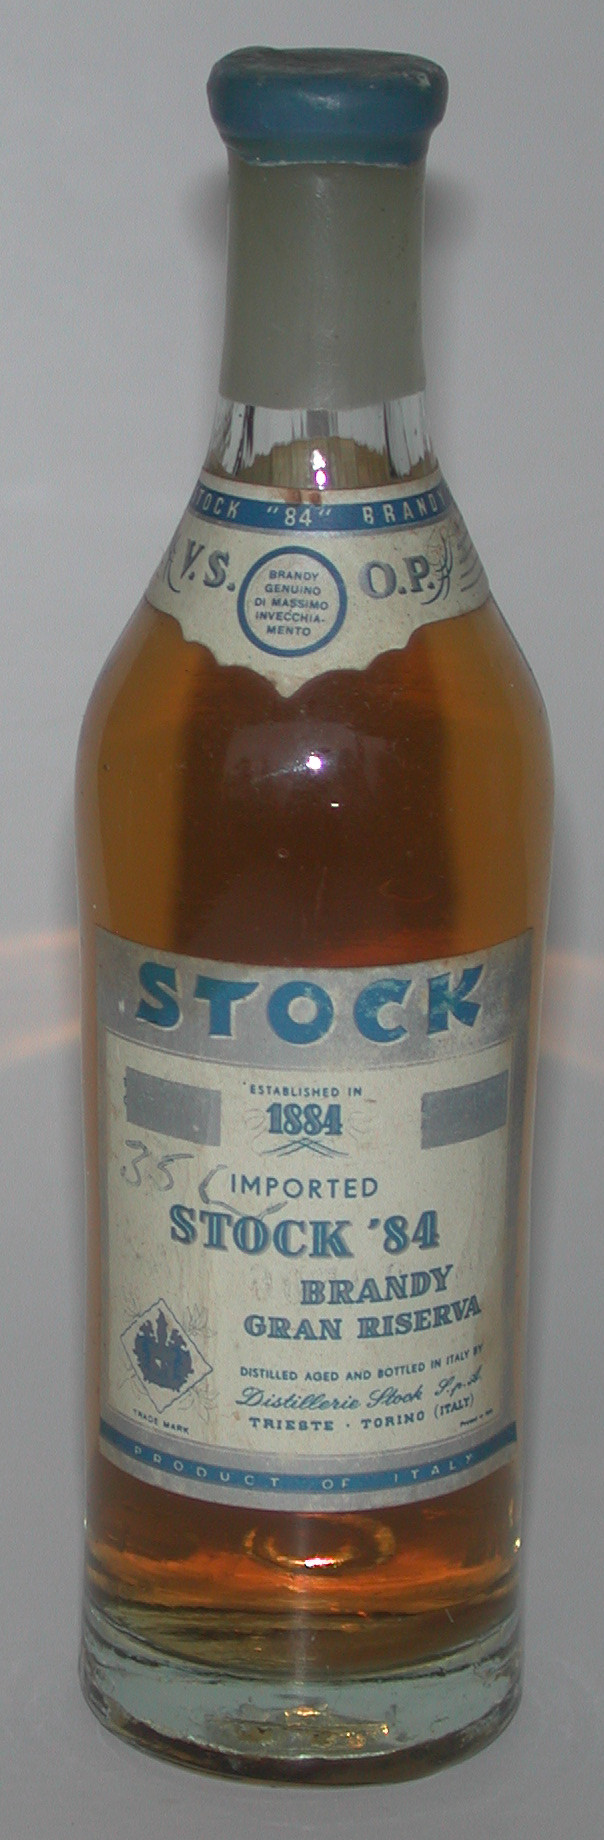 STOCK "84" BRANDY
V.S. O.P.
BRANDY
GENUINO
DI MASSIMO
INVECCHIA-
MENTO
STOCK
ESTABLISHED IN
1884
35
IMPORTED
STOCK '84
BRANDY
GRAN RISERVA
DISTILLED AGED AND BOTTLED IN ITALY BY
Distillerie Stock S.p.A.
TRIESTE · TORINO (ITALY)
TRADE MARK
PRODUCT OF ITALY